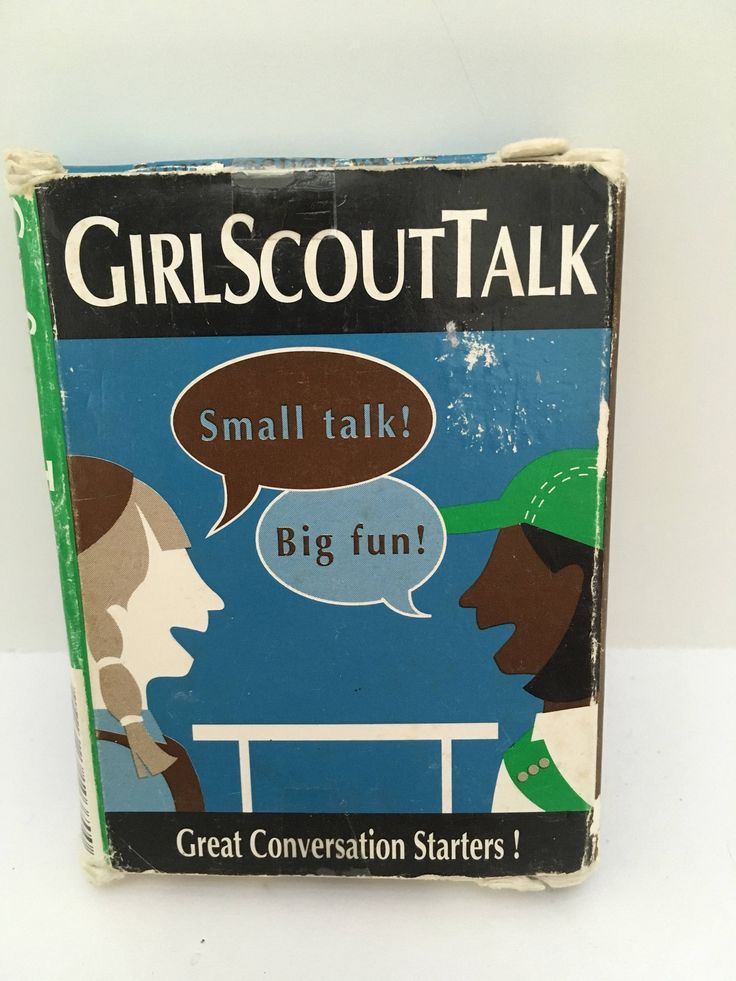 GIRLSCOUTTALK
Small talk!
Big fun!
Great Conversation Starters !